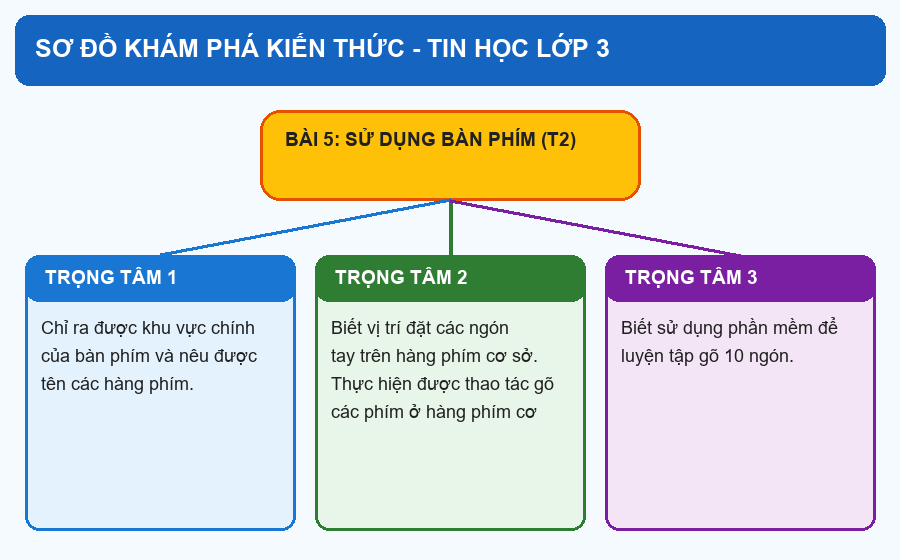 SƠ ĐỒ KHÁM PHÁ KIẾN THỨC - TIN HỌC LỚP 3
BÀI 5: SỬ DỤNG BÀN PHÍM (T2)
TRỌNG TÂM 1
Chỉ ra được khu vực chính
của bàn phím và nêu được
tên các hàng phím.
TRỌNG TÂM 2
Biết vị trí đặt các ngón
tay trên hàng phím cơ sở.
Thực hiện được thao tác gõ
các phím ở hàng phím cơ
TRỌNG TÂM 3
Biết sử dụng phần mềm để
luyện tập gõ 10 ngón.